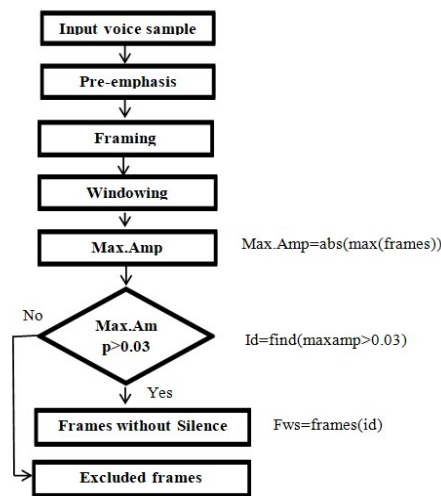 Input voice sample
Pre-emphasis
Framing
Windowing
Max.Amp
Max.Amp=abs(max(frames))
No
Max.Am
p>0.03
Id=find(maxamp>0.03)
Yes
Frames without Silence
Fws=frames(id)
Excluded frames